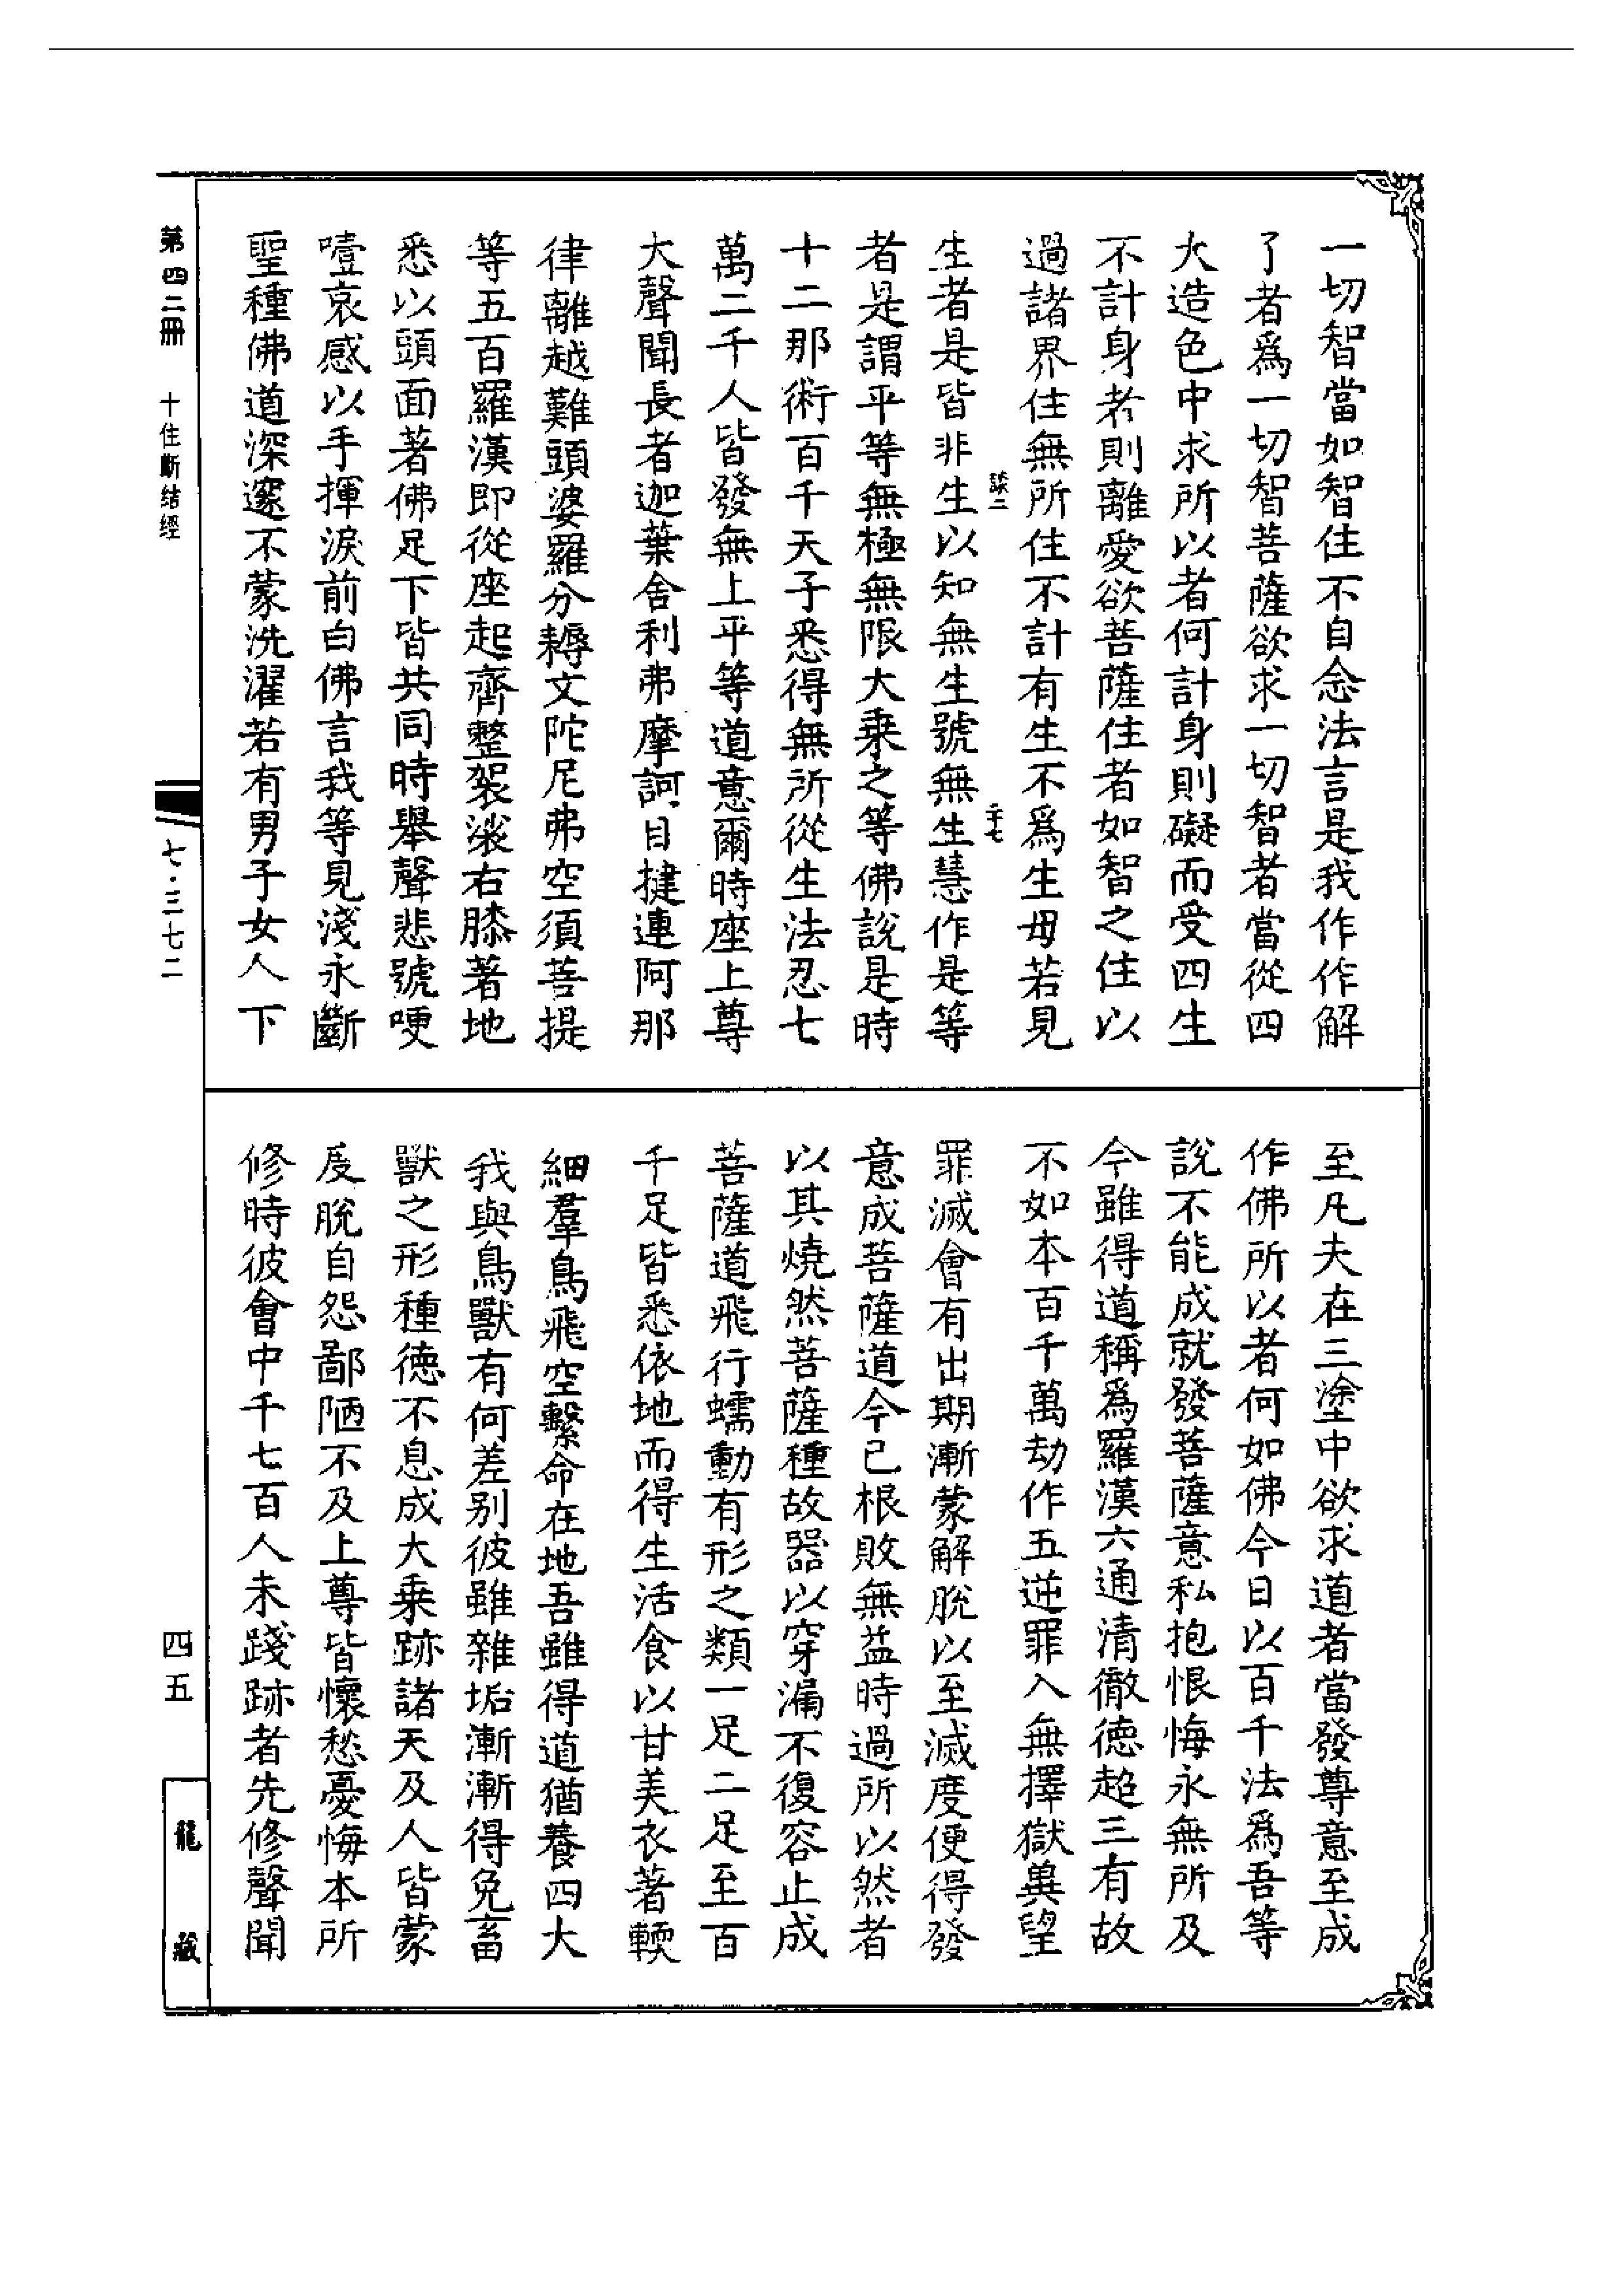 一切智當如智住不自念法言是我作作解
了者爲一切智菩薩欲求一切智者當從四
大造色中求所以者何計身則礙而受四生
不計身者則離愛欲菩薩住者如智之住以
過諸界住無所住不計有生不爲生母若見
談二 二十七
生者是皆非生以知無生號無生慧作是等
者是謂平等無極無限大乗之等佛說是時
十二那術百千天子悉得無所從生法忍七
萬二千人皆發無上平等道意爾時座上尊
大聲聞長者迦葉舍利弗摩訶目揵連阿那
律離越難頭婆羅分耨文陀尼弗空須菩提
等五百羅漢即從座起齊整袈裟右膝著地
悉以頭面著佛足下皆共同時舉聲悲號哽
噎哀感以手揮淚前白佛言我等見淺永斷
聖種佛道深邃不蒙洗濯若有男子女人下
至凡夫在三塗中欲求道者當發尊意至成
作佛所以者何如佛今日以百千法爲吾等
說不能成就發菩薩意私抱恨悔永無所及
今雖得道稱爲羅漢六通清徹德超三有故
不如本百千萬劫作五逆罪入無擇獄兾望
罪滅會有出期漸蒙解脫以至滅度便得發
意成菩薩道今已根敗無益時過所以然者
以其燒然菩薩種故器以穿漏不復容止成
菩薩道飛行蠕動有形之類一足二足至百
千足皆悉依地而得生活食以甘美衣著輭
細羣鳥飛空繫命在地吾雖得道猶養四大
我與鳥獸有何差別彼雖雜垢漸漸得免畜
獸之形種德不息成大乗跡諸天及人皆蒙
度脫自怨鄙陋不及上尊皆懷愁憂悔本所
修時彼會中千七百人未踐跡者先修聲聞
第四二冊 十住斷结經
七·三七二
四五
龍藏